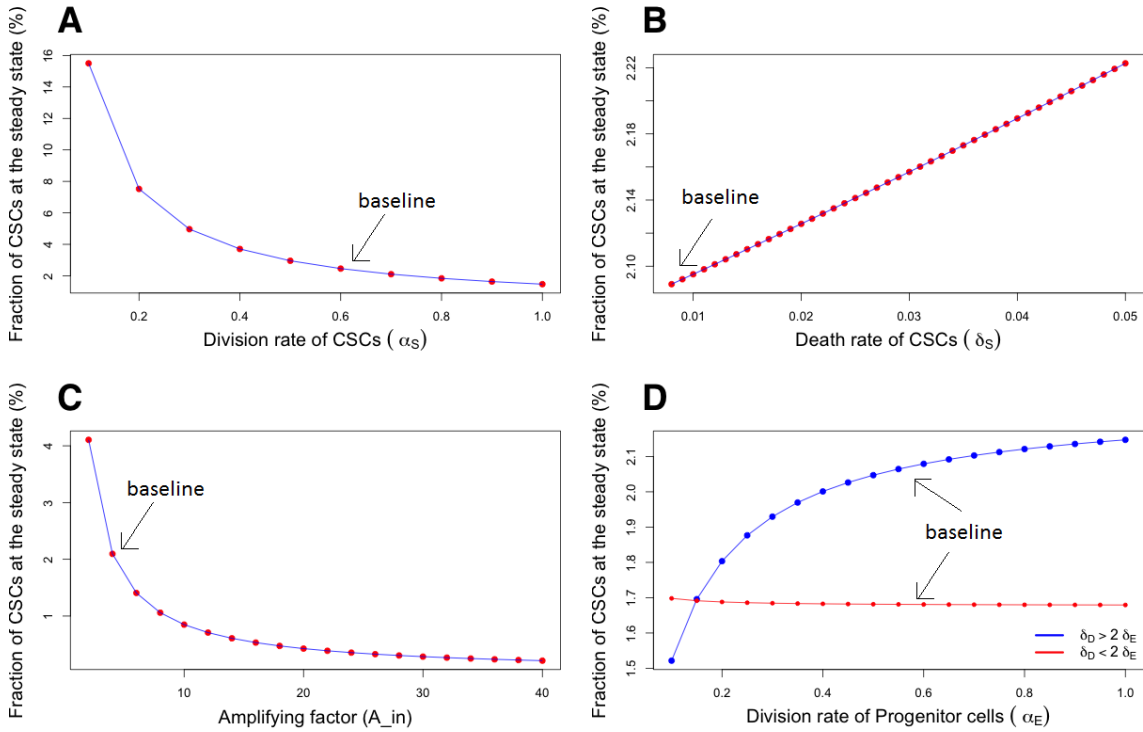 A
Fraction of CSCs at the steady state (%)
16
14
12
10
8
6
4
2
baseline
0.2
0.4
0.6
0.8
1.0
Division rate of CSCs ( αS)
B
Fraction of CSCs at the steady state (%)
2.22
2.18
2.14
2.10
baseline
0.01
0.02
0.03
0.04
0.05
Death rate of CSCs ( δS)
C
Fraction of CSCs at the steady state (%)
4
3
2
1
baseline
10
20
30
40
Amplifying factor (A_in)
D
Fraction of CSCs at the steady state (%)
2.1
2.0
1.9
1.8
1.7
1.6
1.5
baseline
δD > 2 δE
δD < 2 δE
0.2
0.4
0.6
0.8
1.0
Division rate of Progenitor cells ( αE)